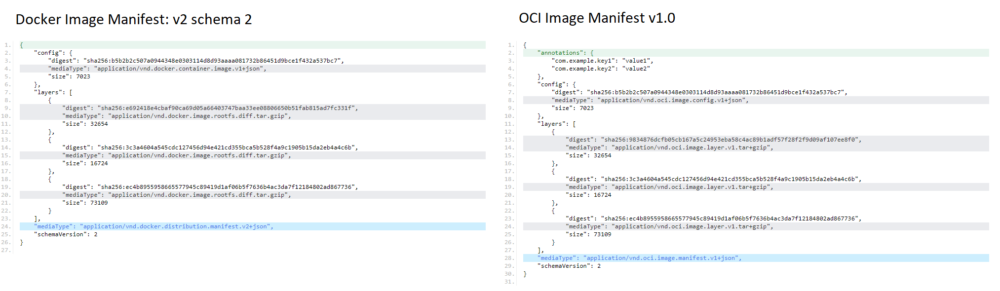 Docker Image Manifest: v2 schema 2
1. {
2.     "config": {
3.         "digest": "sha256:b5b2b2c507a0944348e0303114d8d93aaaa081732b86451d9bce1f432a537bc7",
4.         "mediaType": "application/vnd.docker.container.image.v1+json",
5.         "size": 7023
6.     },
7.     "layers": [
8.         {
9.             "digest": "sha256:e692418e4cbaf90ca69d05a66403747baa33ee08806650b51fab815ad7fc331f",
10.             "mediaType": "application/vnd.docker.image.rootfs.diff.tar.gzip",
11.             "size": 32654
12.         },
13.         {
14.             "digest": "sha256:3c3a4604a545cdc127456d94e421cd355bca5b528f4a9c1905b15da2eb4a4c6b",
15.             "mediaType": "application/vnd.docker.image.rootfs.diff.tar.gzip",
16.             "size": 16724
17.         },
18.         {
19.             "digest": "sha256:ec4b8955958665577945c89419d1af06b5f7636b4ac3da7f12184802ad867736",
20.             "mediaType": "application/vnd.docker.image.rootfs.diff.tar.gzip",
21.             "size": 73109
22.         }
23.     ],
24.     "mediaType": "application/vnd.docker.distribution.manifest.v2+json",
25.     "schemaVersion": 2
26. }
27.
OCI Image Manifest v1.0
1. {
2.     "annotations": {
3.         "com.example.key1": "value1",
4.         "com.example.key2": "value2"
5.     },
6.     "config": {
7.         "digest": "sha256:b5b2b2c507a0944348e0303114d8d93aaaa081732b86451d9bce1f432a537bc7",
8.         "mediaType": "application/vnd.oci.image.config.v1+json",
9.         "size": 7023
10.     },
11.     "layers": [
12.         {
13.             "digest": "sha256:9834876dcfb05cb167a5c24953eba58c4ac89b1adf57f28f2f9d09af107ee8f0",
14.             "mediaType": "application/vnd.oci.image.layer.v1.tar+gzip",
15.             "size": 32654
16.         },
17.         {
18.             "digest": "sha256:3c3a4604a545cdc127456d94e421cd355bca5b528f4a9c1905b15da2eb4a4c6b",
19.             "mediaType": "application/vnd.oci.image.layer.v1.tar+gzip",
20.             "size": 16724
21.         },
22.         {
23.             "digest": "sha256:ec4b8955958665577945c89419d1af06b5f7636b4ac3da7f12184802ad867736",
24.             "mediaType": "application/vnd.oci.image.layer.v1.tar+gzip",
25.             "size": 73109
26.         }
27.     ],
28.     "mediaType": "application/vnd.oci.image.manifest.v1+json",
29.     "schemaVersion": 2
30. }
31.